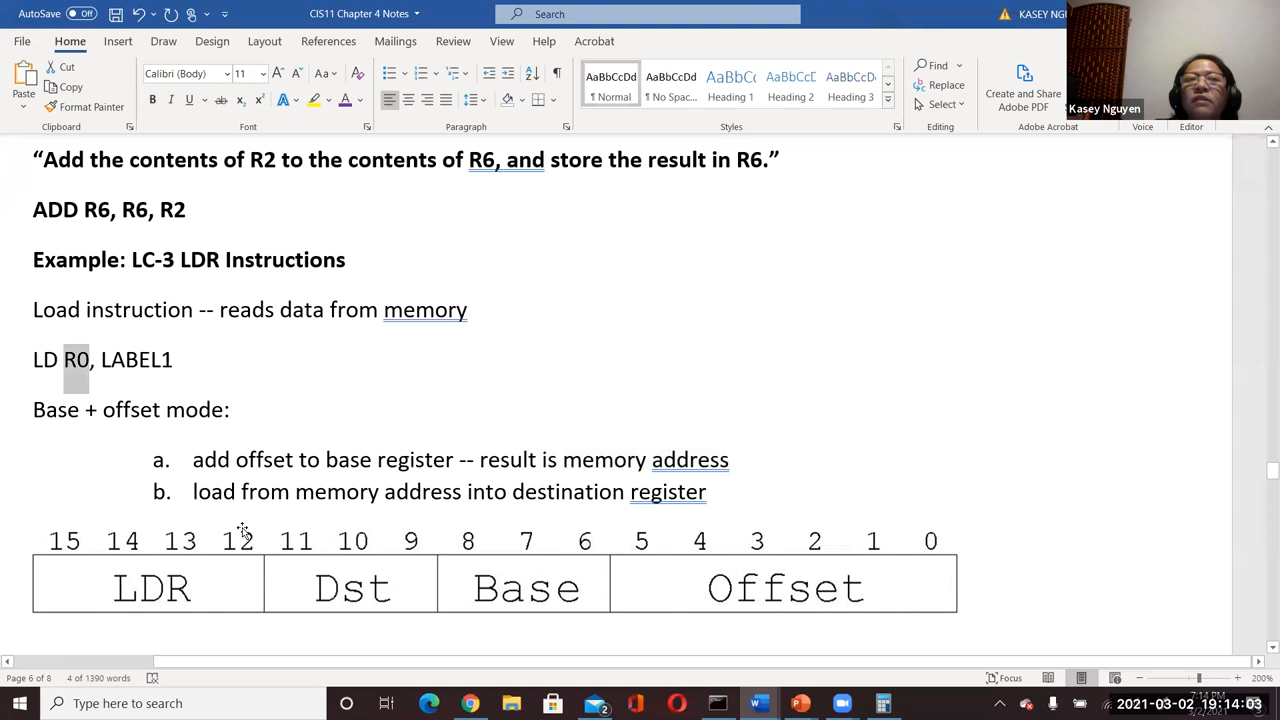 AutoSave Off CIS11 Chapter 4 Notes Search KASEY NGU
File Home Insert Draw Design Layout References Mailings Review View Help Acrobat
Paste Cut Copy Format Painter Calibri (Body) 11 AaBbCcDd ¶ Normal AaBbCcDd ¶ No Spac... AaBbC Heading 1 AaBbCcD Heading 2 AaBbCcD Heading 3 Find Replace Select Create and Share Adobe PDF
Clipboard Font Paragraph Styles Editing Adobe Acrobat Voice Editor
Kasey Nguyen
“Add the contents of R2 to the contents of R6, and store the result in R6.”
ADD R6, R6, R2
Example: LC-3 LDR Instructions
Load instruction -- reads data from memory
LD R0, LABEL1
Base + offset mode:
a. add offset to base register -- result is memory address
b. load from memory address into destination register
15 14 13 12 11 10 9 8 7 6 5 4 3 2 1 0
LDR Dst Base Offset
Page 6 of 8 4 of 1390 words Focus 200%
Type here to search 2021-03-02 19:14:03